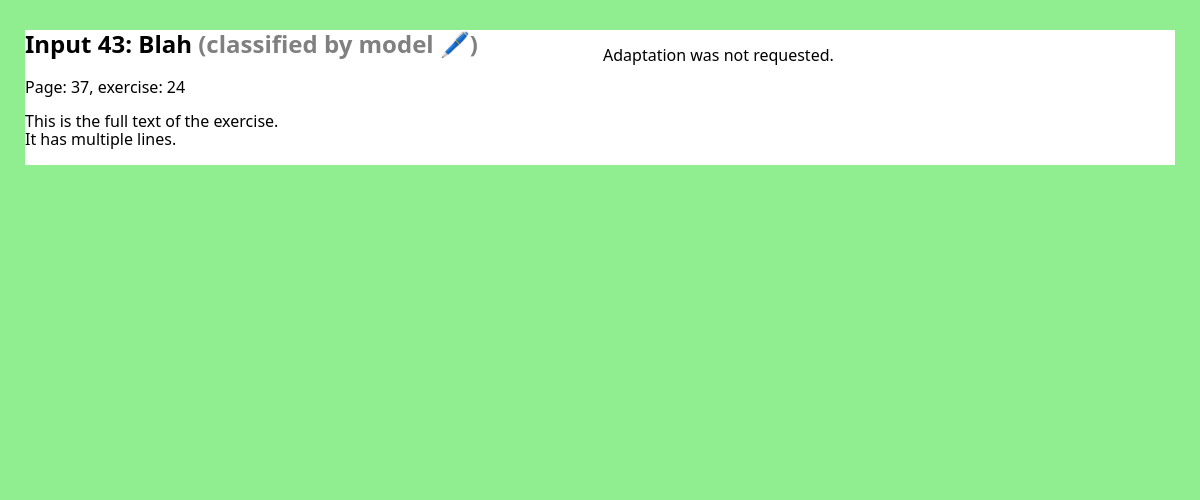 Input 43: Blah (classified by model 🖊️)
Page: 37, exercise: 24
This is the full text of the exercise.
It has multiple lines.
Adaptation was not requested.